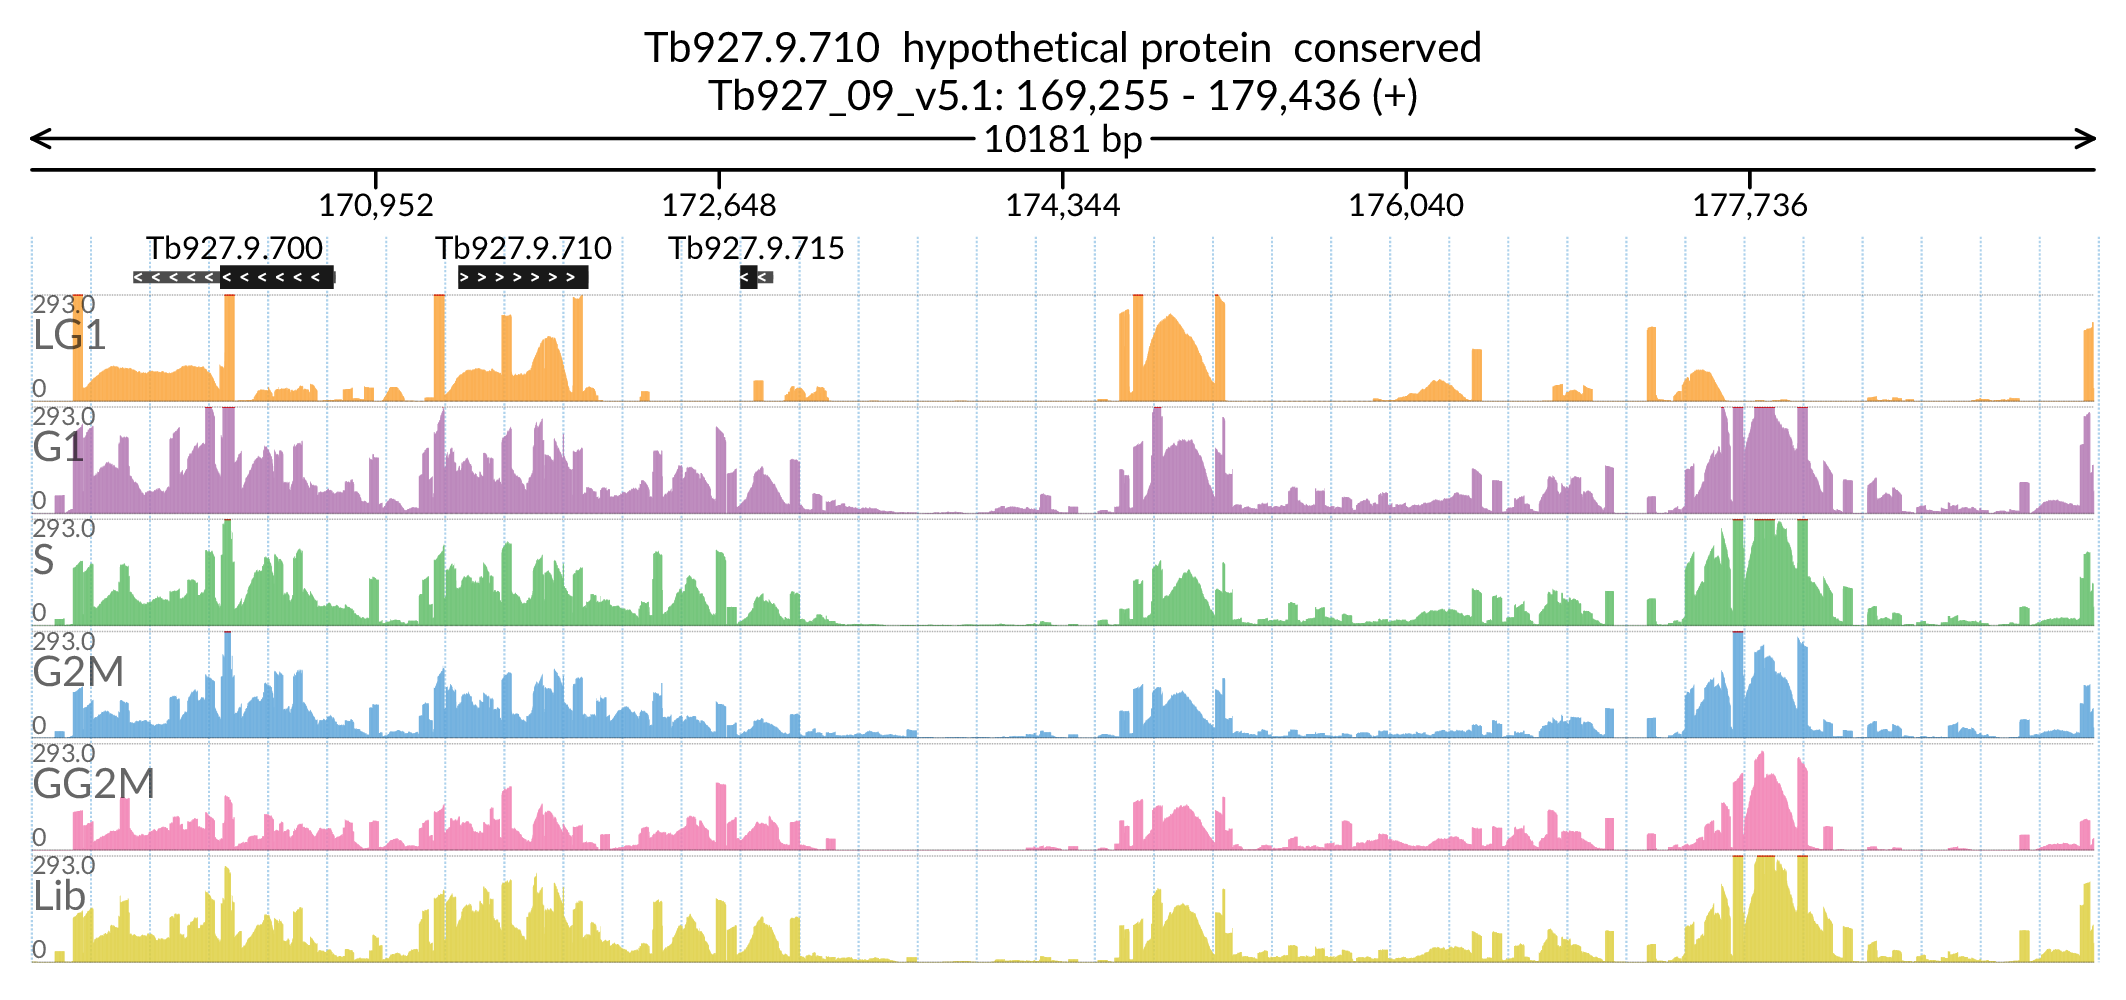 Tb927.9.710  hypothetical protein  conserved
Tb927_09_v5.1: 169,255 - 179,436 (+)
10181 bp
170,952 172,648 174,344 176,040 177,736
Tb927.9.700 Tb927.9.710 Tb927.9.715
293.0
LG1
0
293.0
G1
0
293.0
S
0
293.0
G2M
0
293.0
GG2M
0
293.0
Lib
0